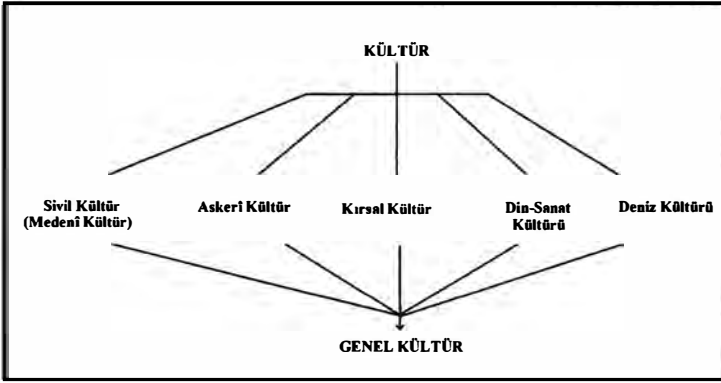 KÜLTÜR
Sivil Kültür
(Medenî Kültür)
Askerî Kültür
Kırsal Kültür
Din-Sanat
Kültürü
Deniz Kültürü
GENEL KÜLTÜR